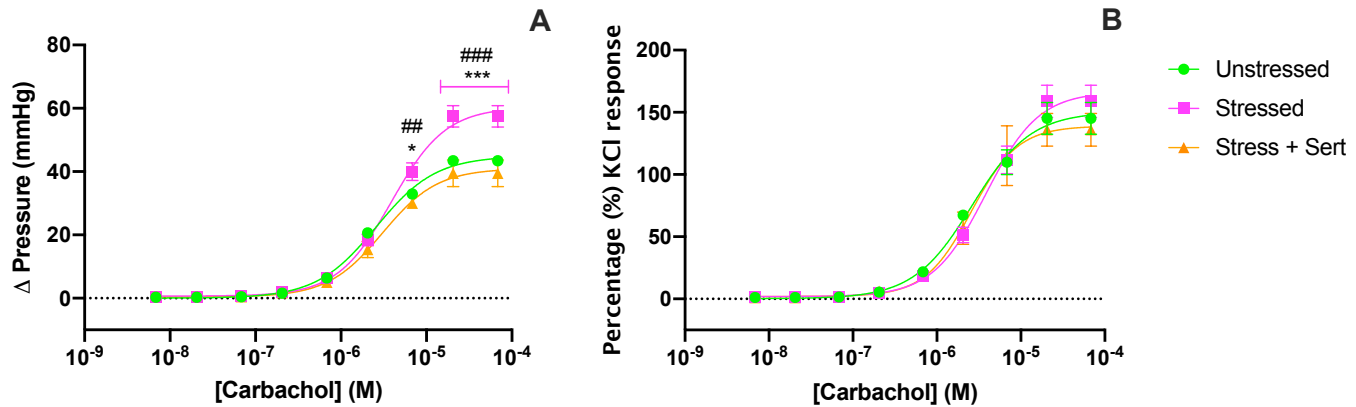 A
Δ Pressure (mmHg)
80
60
40
20
0
###
***
##
*
10-9
10-8
10-7
10-6
10-5
10-4
[Carbachol] (M)
B
Percentage (%) KCl response
200
150
100
50
0
10-9
10-8
10-7
10-6
10-5
10-4
[Carbachol] (M)
Unstressed
Stressed
Stress + Sert